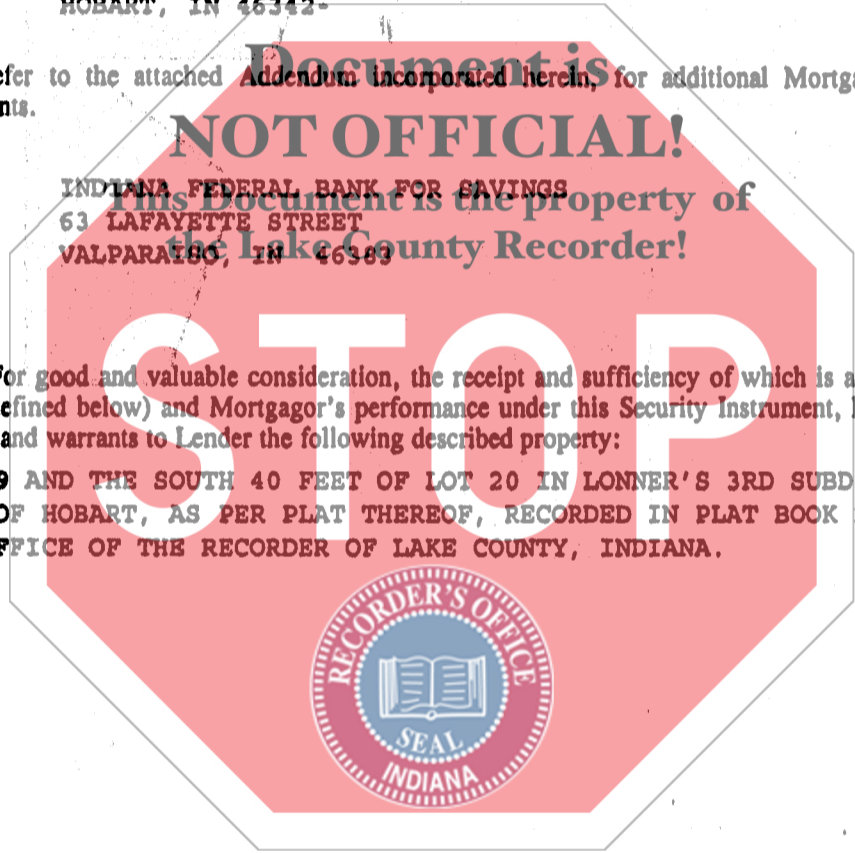 HOBART, IN 46342-
Document is
efer to the attached Addendum incorporated herein, for additional Mortga
nts.
NOT OFFICIAL!
INDIANA FEDERAL BANK FOR SAVINGS
This Document is the property of
63 LAFAYETTE STREET
the Lake County Recorder!
VALPARAISO, IN 46383
STOP
For good and valuable consideration, the receipt and sufficiency of which is a
efined below) and Mortgagor's performance under this Security Instrument,
and warrants to Lender the following described property:
9 AND THE SOUTH 40 FEET OF LOT 20 IN LONNER'S 3RD SUBD
OF HOBART, AS PER PLAT THEREOF, RECORDED IN PLAT BOOK
FFICE OF THE RECORDER OF LAKE COUNTY, INDIANA.
RECORDER'S OFFICE
SEAL
INDIANA